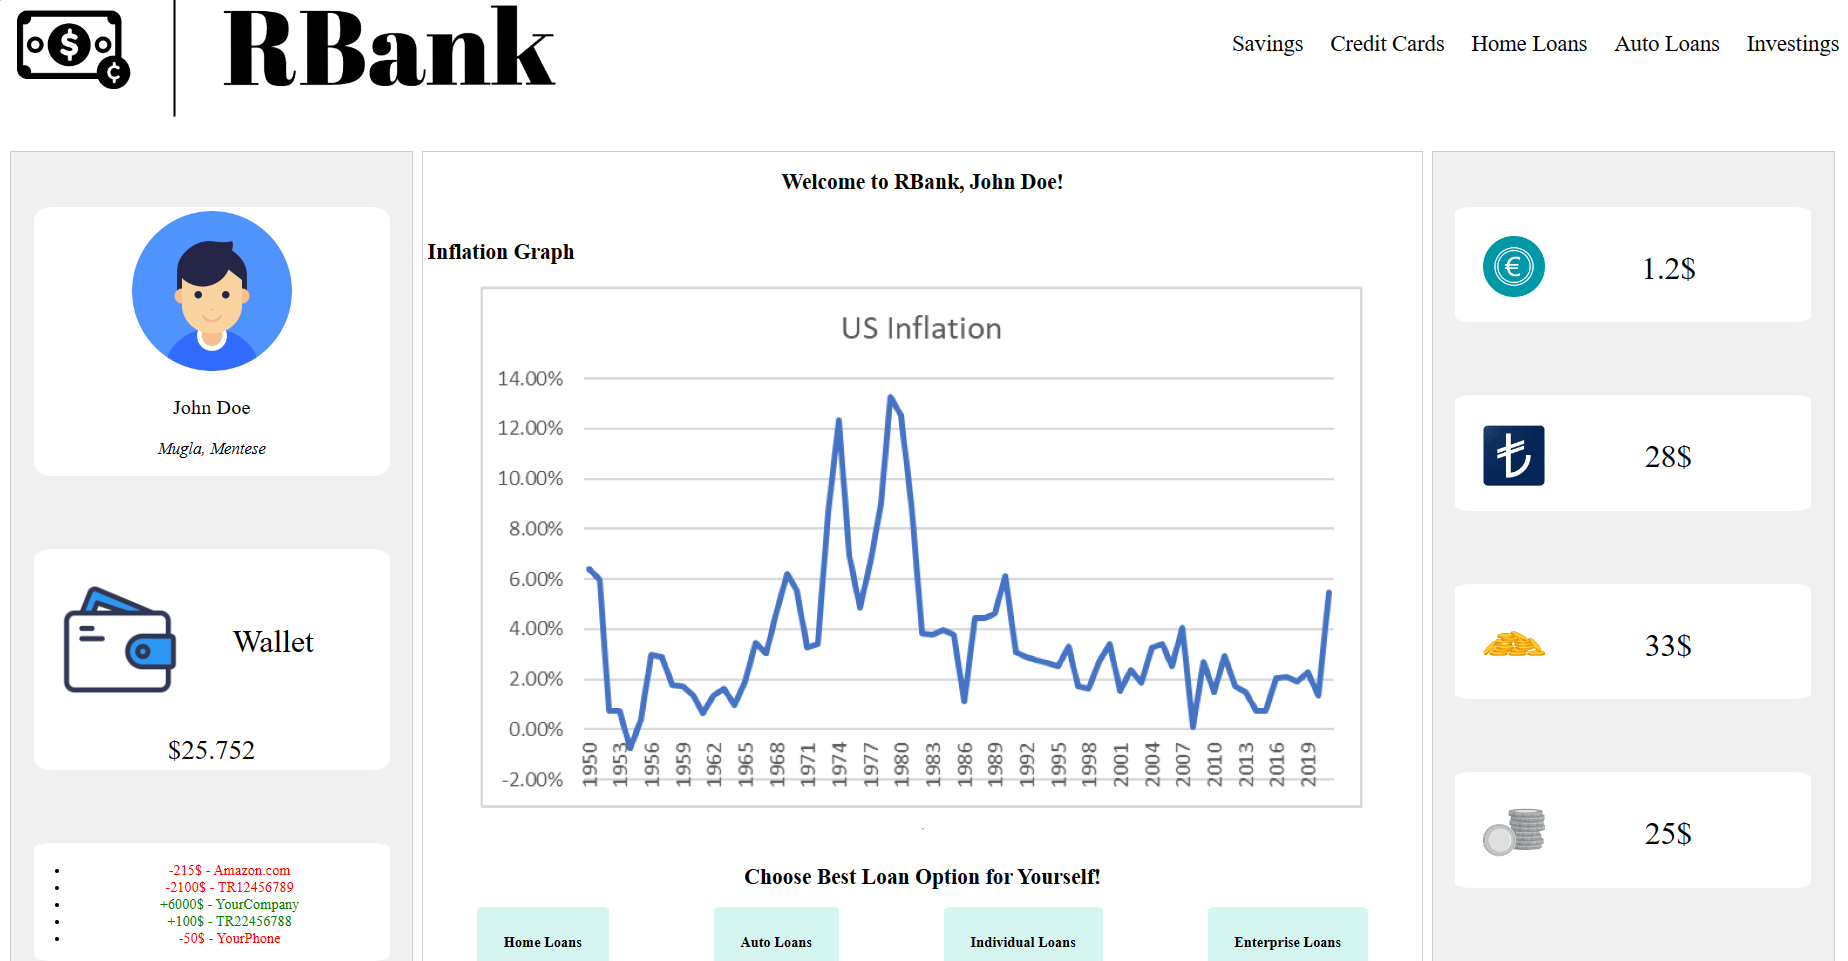 RBank
Savings Credit Cards Home Loans Auto Loans Investings
John Doe
Mugla, Mentese
Wallet
$25.752
-215$ - Amazon.com
-2100$ - TR12456789
+6000$ - YourCompany
+100$ - TR22456788
-50$ - YourPhone
Welcome to RBank, John Doe!
Inflation Graph
US Inflation
14.00%
12.00%
10.00%
8.00%
6.00%
4.00%
2.00%
0.00%
-2.00%
1950 1953 1956 1959 1962 1965 1968 1971 1974 1977 1980 1983 1986 1989 1992 1995 1998 2001 2004 2007 2010 2013 2016 2019
Choose Best Loan Option for Yourself!
Home Loans Auto Loans Individual Loans Enterprise Loans
€ 1.2$
₺ 28$
33$
25$